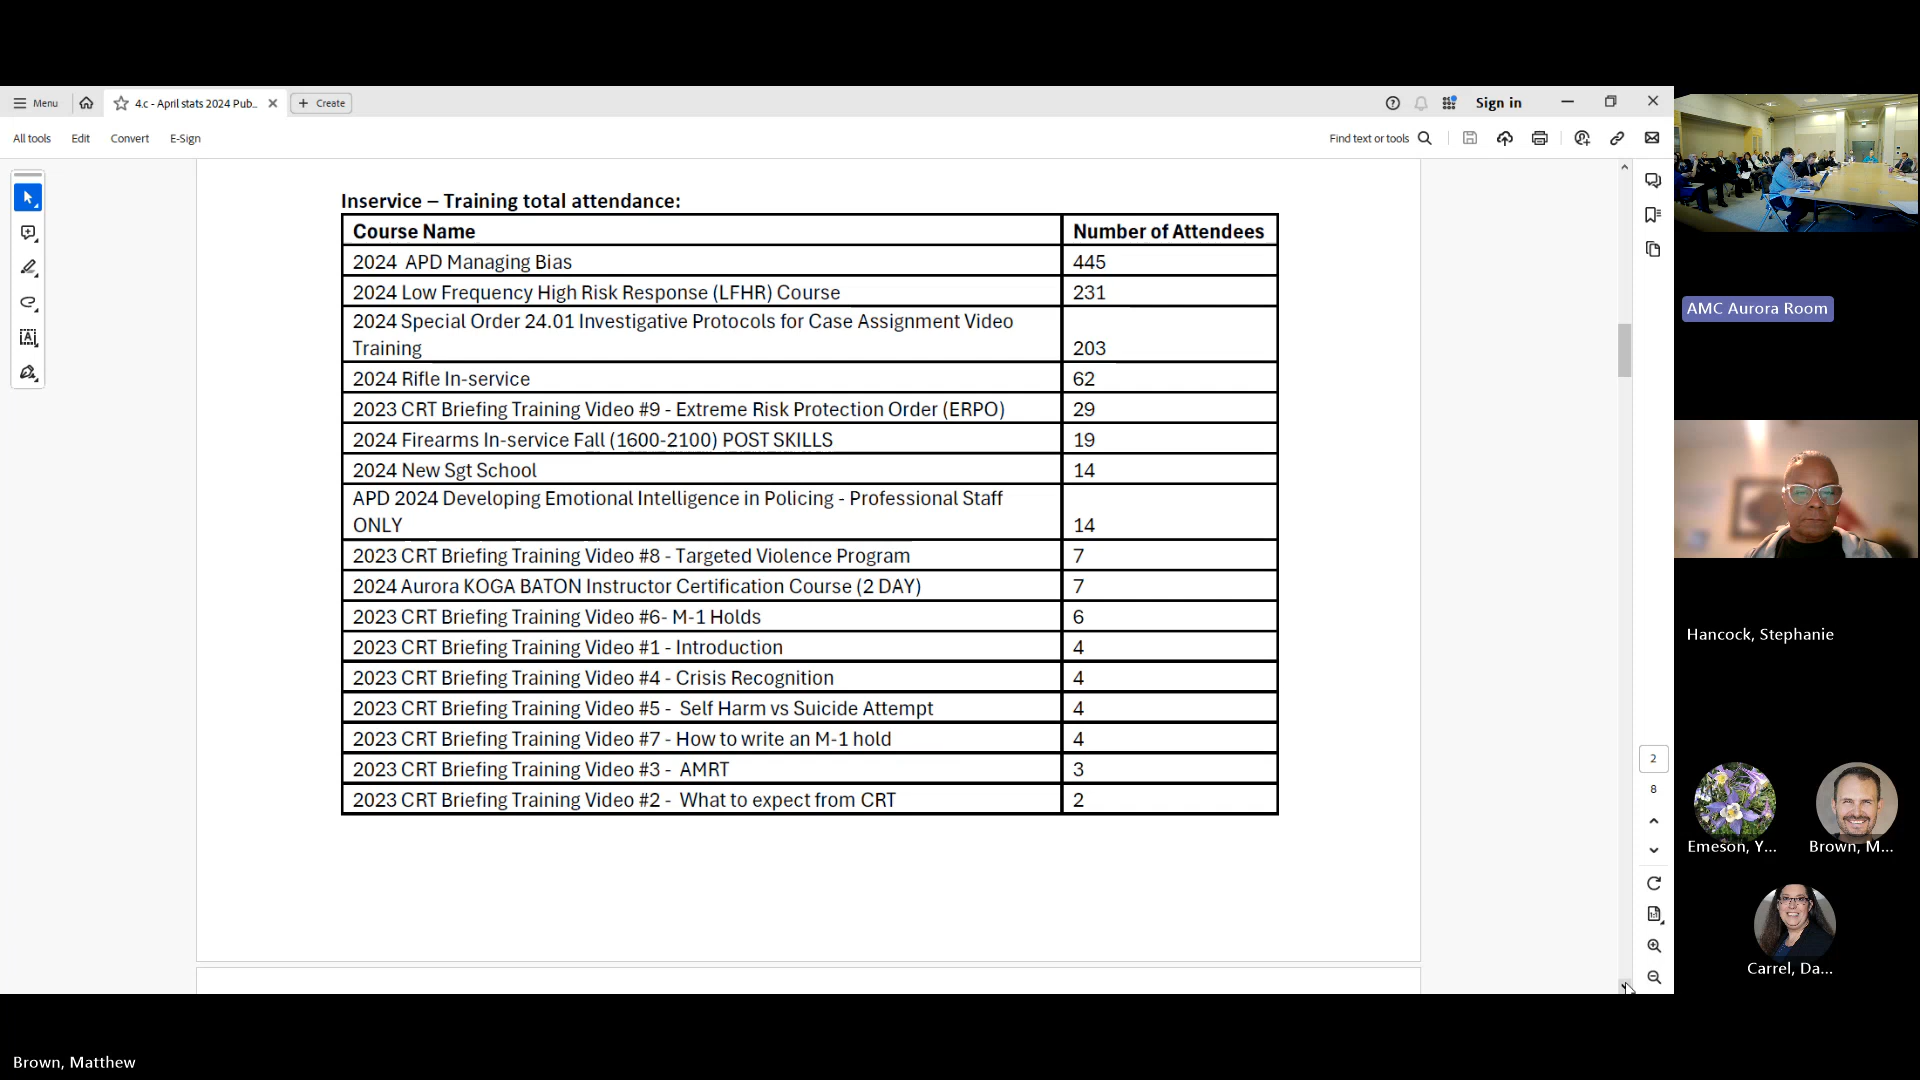 Menu
4.c - April stats 2024 Pub...
Create
Sign in
All tools
Edit
Convert
E-Sign
Find text or tools
Inservice – Training total attendance:
Course Name Number of Attendees
2024 APD Managing Bias 445
2024 Low Frequency High Risk Response (LFHR) Course 231
2024 Special Order 24.01 Investigative Protocols for Case Assignment Video
Training 203
2024 Rifle In-service 62
2023 CRT Briefing Training Video #9 - Extreme Risk Protection Order (ERPO) 29
2024 Firearms In-service Fall (1600-2100) POST SKILLS 19
2024 New Sgt School 14
APD 2024 Developing Emotional Intelligence in Policing - Professional Staff
ONLY 14
2023 CRT Briefing Training Video #8 - Targeted Violence Program 7
2024 Aurora KOGA BATON Instructor Certification Course (2 DAY) 7
2023 CRT Briefing Training Video #6- M-1 Holds 6
2023 CRT Briefing Training Video #1 - Introduction 4
2023 CRT Briefing Training Video #4 - Crisis Recognition 4
2023 CRT Briefing Training Video #5 - Self Harm vs Suicide Attempt 4
2023 CRT Briefing Training Video #7 - How to write an M-1 hold 4
2023 CRT Briefing Training Video #3 - AMRT 3
2023 CRT Briefing Training Video #2 - What to expect from CRT 2
2
8
AMC Aurora Room
Hancock, Stephanie
Emeson, Y...
Brown, M...
Carrel, Da...
Brown, Matthew